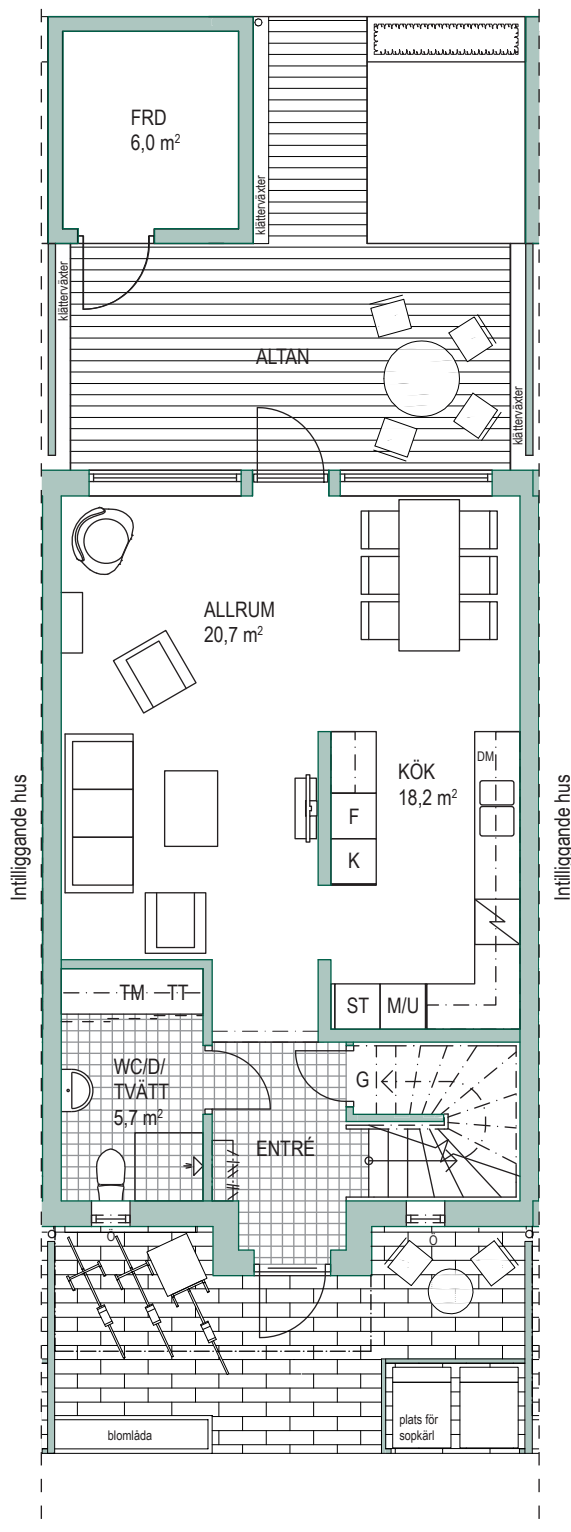 FRD
6,0 m²
klätterväxter
klätterväxter
ALTAN
klätterväxter
ALLRUM
20,7 m²
KÖK
18,2 m²
DM
F
K
Intilliggande hus
Intilliggande hus
TM TT
ST M/U
WC/D/
TVÄTT
5,7 m²
G
ENTRÉ
Ö
Ö
plats för
sopkärl
blomlåda